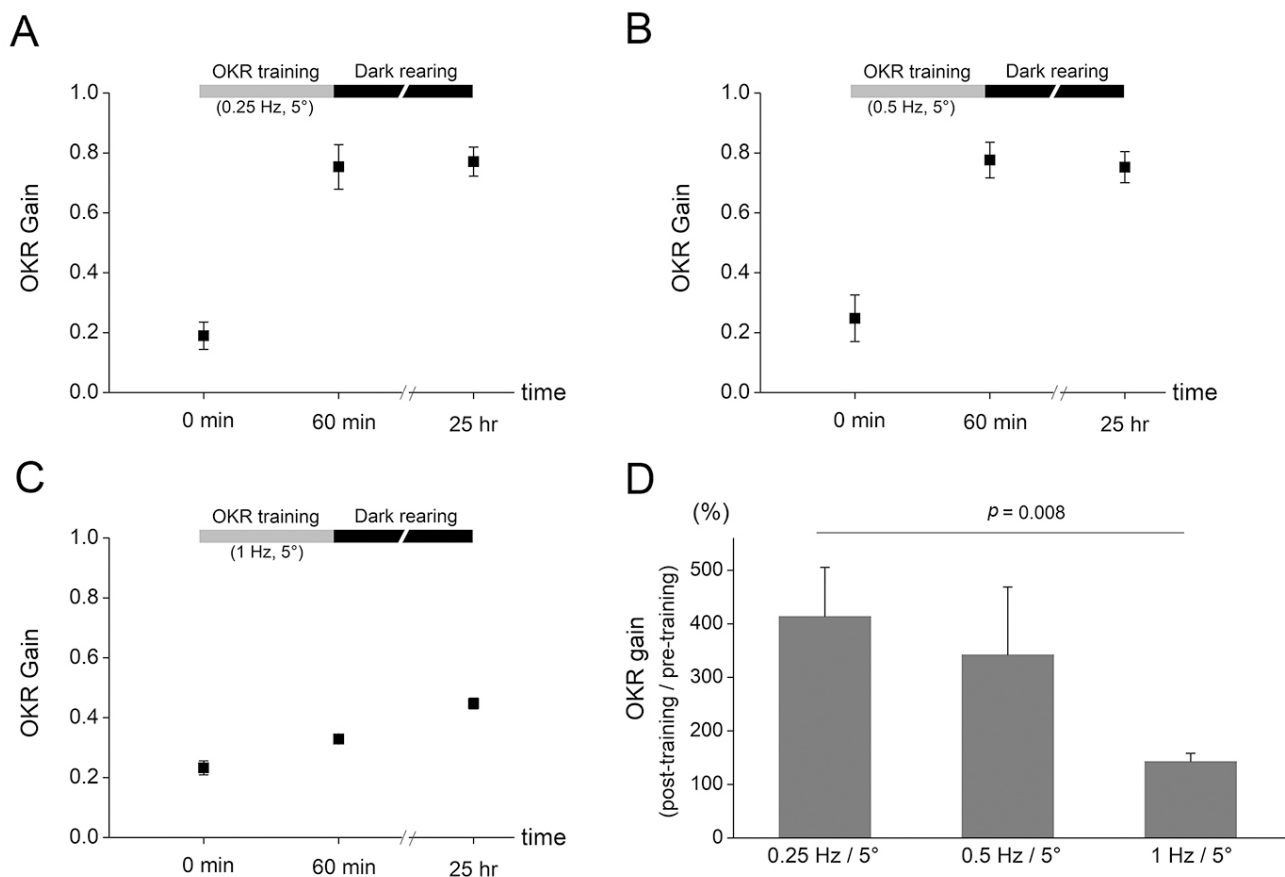 A
OKR training
Dark rearing
(0.25 Hz, 5°)
1.0
0.8
0.6
0.4
0.2
0.0
OKR Gain
0 min
60 min
25 hr
time
B
OKR training
Dark rearing
(0.5 Hz, 5°)
1.0
0.8
0.6
0.4
0.2
0.0
OKR Gain
0 min
60 min
25 hr
time
C
OKR training
Dark rearing
(1 Hz, 5°)
1.0
0.8
0.6
0.4
0.2
0.0
OKR Gain
0 min
60 min
25 hr
time
D
(%)
p = 0.008
500
400
300
200
100
0
OKR gain
(post-training / pre-training)
0.25 Hz / 5°
0.5 Hz / 5°
1 Hz / 5°